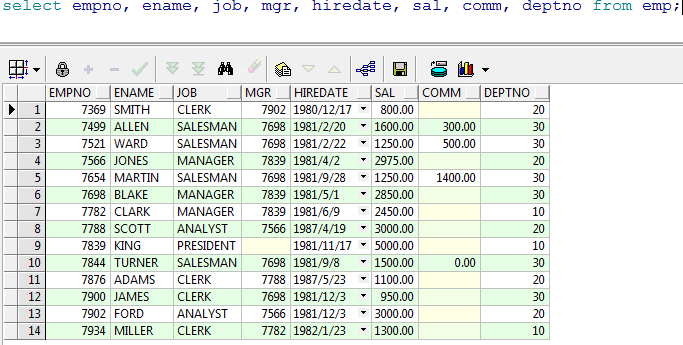 select empno, ename, job, mgr, hiredate, sal, comm, deptno from emp;
EMPNO ENAME JOB MGR HIREDATE SAL COMM DEPTNO
1 7369 SMITH CLERK 7902 1980/12/17 800.00 20
2 7499 ALLEN SALESMAN 7698 1981/2/20 1600.00 300.00 30
3 7521 WARD SALESMAN 7698 1981/2/22 1250.00 500.00 30
4 7566 JONES MANAGER 7839 1981/4/2 2975.00 20
5 7654 MARTIN SALESMAN 7698 1981/9/28 1250.00 1400.00 30
6 7698 BLAKE MANAGER 7839 1981/5/1 2850.00 30
7 7782 CLARK MANAGER 7839 1981/6/9 2450.00 10
8 7788 SCOTT ANALYST 7566 1987/4/19 3000.00 20
9 7839 KING PRESIDENT 1981/11/17 5000.00 10
10 7844 TURNER SALESMAN 7698 1981/9/8 1500.00 0.00 30
11 7876 ADAMS CLERK 7788 1987/5/23 1100.00 20
12 7900 JAMES CLERK 7698 1981/12/3 950.00 30
13 7902 FORD ANALYST 7566 1981/12/3 3000.00 20
14 7934 MILLER CLERK 7782 1982/1/23 1300.00 10